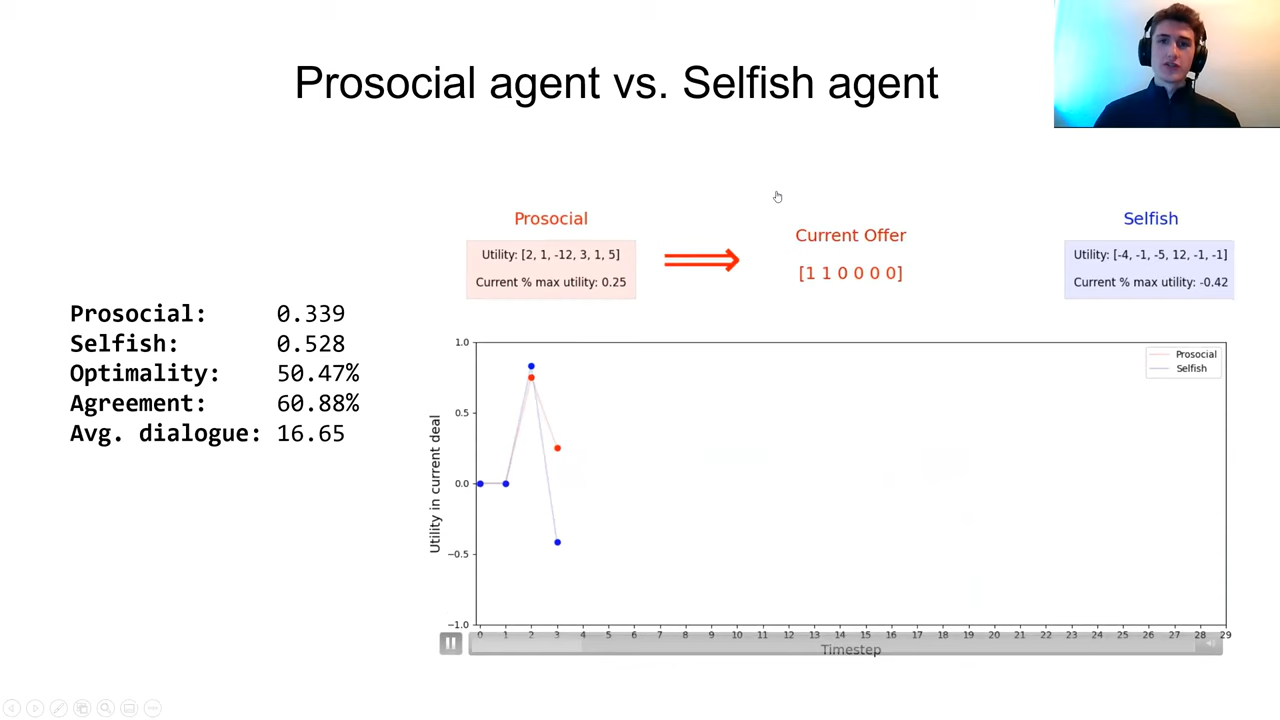 Prosocial agent vs. Selfish agent
Prosocial: 0.339
Selfish: 0.528
Optimality: 50.47%
Agreement: 60.88%
Avg. dialogue: 16.65
Prosocial
Utility: [2, 1, -12, 3, 1, 5]
Current % max utility: 0.25
Current Offer
[1 1 0 0 0 0]
Selfish
Utility: [-4, -1, -5, 12, -1, -1]
Current % max utility: -0.42
Prosocial
Selfish
Utility in current deal
1.0
0.5
0.0
−0.5
−1.0
0 1 2 3 4 5 6 7 8 9 10 11 12 13 14 15 16 17 18 19 20 21 22 23 24 25 26 27 28 29
Timestep